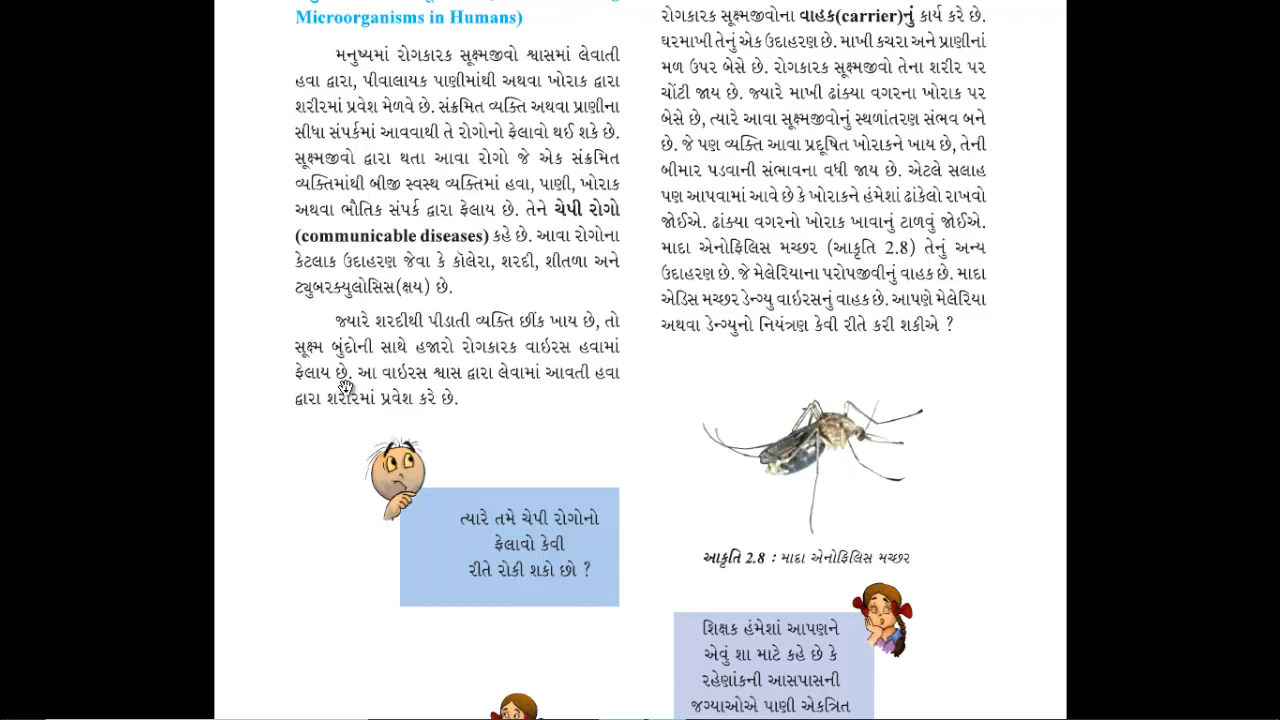 Microorganisms in Humans)
મનુષ્યમાં રોગકારક સૂક્ષ્મજીવો શ્વાસમાં લેવાતી
હવા દ્વારા, પીવાલાયક પાણીમાંથી અથવા ખોરાક દ્વારા
શરીરમાં પ્રવેશ મેળવે છે. સંક્રમિત વ્યક્તિ અથવા પ્રાણીના
સીધા સંપર્કમાં આવવાથી તે રોગોનો ફેલાવો થઈ શકે છે.
સૂક્ષ્મજીવો દ્વારા થતા આવા રોગો જે એક સંક્રમિત
વ્યક્તિમાંથી બીજી સ્વસ્થ વ્યક્તિમાં હવા, પાણી, ખોરાક
અથવા ભૌતિક સંપર્ક દ્વારા ફેલાય છે. તેને ચેપી રોગો
(communicable diseases) કહે છે. આવા રોગોના
કેટલાક ઉદાહરણ જેવા કે કૉલેરા, શરદી, શીતળા અને
ટ્યુબરક્યુલોસિસ(ક્ષય) છે.
જ્યારે શરદીથી પીડાતી વ્યક્તિ છીંક ખાય છે, તો
સૂક્ષ્મ બુંદોની સાથે હજારો રોગકારક વાઇરસ હવામાં
ફેલાય છે. આ વાઇરસ શ્વાસ દ્વારા લેવામાં આવતી હવા
દ્વારા શરીરમાં પ્રવેશ કરે છે.
ત્યારે તમે ચેપી રોગોનો
ફેલાવો કેવી
રીતે રોકી શકો છો ?
રોગકારક સૂક્ષ્મજીવોના વાહક(carrier)નું કાર્ય કરે છે.
ઘરમાખી તેનું એક ઉદાહરણ છે. માખી કચરા અને પ્રાણીનાં
મળ ઉપર બેસે છે. રોગકારક સૂક્ષ્મજીવો તેના શરીર પર
ચોંટી જાય છે. જ્યારે માખી ઢાંક્યા વગરના ખોરાક પર
બેસે છે, ત્યારે આવા સૂક્ષ્મજીવોનું સ્થળાંતરણ સંભવ બને
છે. જે પણ વ્યક્તિ આવા પ્રદૂષિત ખોરાકને ખાય છે, તેની
બીમાર પડવાની સંભાવના વધી જાય છે. એટલે સલાહ
પણ આપવામાં આવે છે કે ખોરાકને હંમેશાં ઢાંકેલો રાખવો
જોઈએ. ઢાંક્યા વગરનો ખોરાક ખાવાનું ટાળવું જોઈએ.
માદા એનોફિલિસ મચ્છર (આકૃતિ 2.8) તેનું અન્ય
ઉદાહરણ છે. જે મેલેરિયાના પરોપજીવીનું વાહક છે. માદા
એડિસ મચ્છર ડેન્ગ્યુ વાઇરસનું વાહક છે. આપણે મેલેરિયા
અથવા ડેન્ગ્યુનો નિયંત્રણ કેવી રીતે કરી શકીએ ?
આકૃતિ 2.8 : માદા એનોફિલિસ મચ્છર
શિક્ષક હંમેશાં આપણને
એવું શા માટે કહે છે કે
રહેણાંકની આસપાસની
જગ્યાઓએ પાણી એકત્રિત